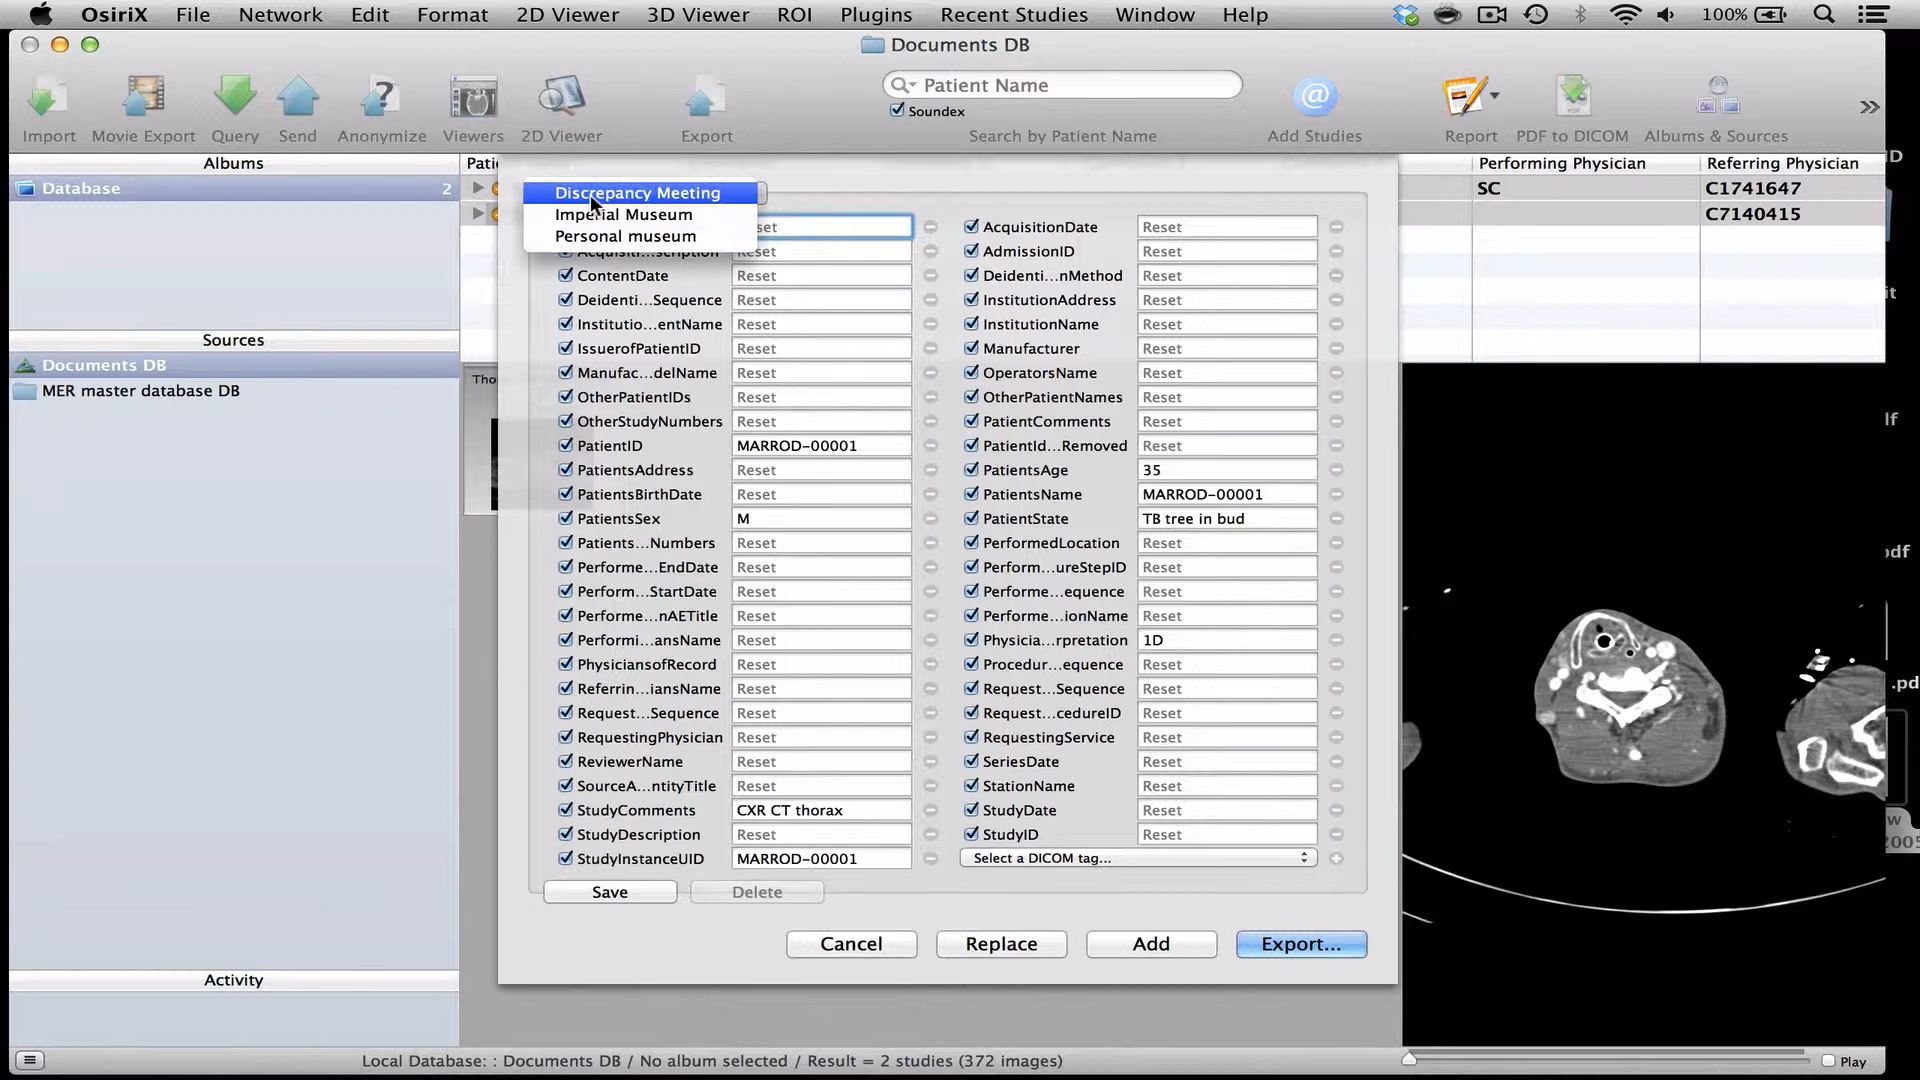 OsiriX File Network Edit Format 2D Viewer 3D Viewer ROI Plugins Recent Studies Window Help 100%
Documents DB
Patient Name
Soundex
Import Movie Export Query Send Anonymize Viewers 2D Viewer Export Search by Patient Name Add Studies Report PDF to DICOM Albums & Sources
Albums
Database 2
Sources
Documents DB
MER master database DB
Activity
Performing Physician Referring Physician
SC C1741647
C7140415
Discrepancy Meeting
Imperial Museum
Personal museum
AcquisitionDate Reset
AdmissionID Reset
ContentDate Reset Deidenti...nMethod Reset
Deidenti...Sequence Reset InstitutionAddress Reset
Institutio...entName Reset InstitutionName Reset
IssuerofPatientID Reset Manufacturer Reset
Manufac...delName Reset OperatorsName Reset
OtherPatientIDs Reset OtherPatientNames Reset
OtherStudyNumbers Reset PatientComments Reset
PatientID MARROD-00001 PatientId...Removed Reset
PatientsAddress Reset PatientsAge 35
PatientsBirthDate Reset PatientsName MARROD-00001
PatientsSex M PatientState TB tree in bud
Patients...Numbers Reset PerformedLocation Reset
Performe...EndDate Reset Perform...ureStepID Reset
Perform...StartDate Reset Performe...equence Reset
Performe...nAETitle Reset Performe...ionName Reset
Performi...ansName Reset Physicia...rpretation 1D
PhysiciansofRecord Reset Procedur...equence Reset
Referrin...iansName Reset Request...Sequence Reset
Request...Sequence Reset Request...cedureID Reset
RequestingPhysician Reset RequestingService Reset
ReviewerName Reset SeriesDate Reset
SourceA...ntityTitle Reset StationName Reset
StudyComments CXR CT thorax StudyDate Reset
StudyDescription Reset StudyID Reset
StudyInstanceUID MARROD-00001 Select a DICOM tag...
Save Delete
Cancel Replace Add Export...
Local Database: : Documents DB / No album selected / Result = 2 studies (372 images)
Play